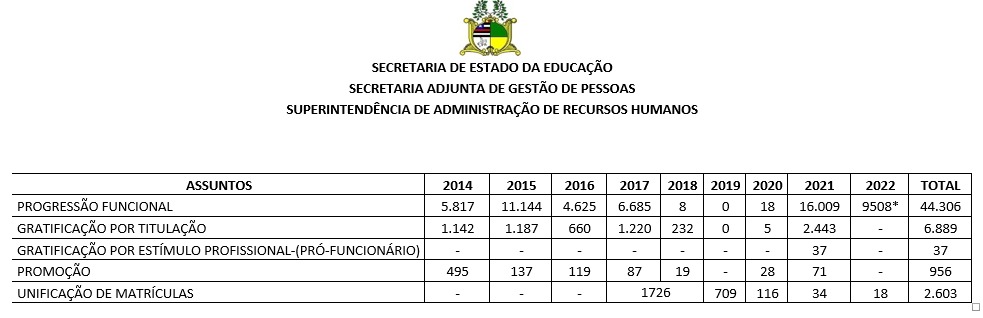 SECRETARIA DE ESTADO DA EDUCAÇÃO
SECRETARIA ADJUNTA DE GESTÃO DE PESSOAS
SUPERINTENDÊNCIA DE ADMINISTRAÇÃO DE RECURSOS HUMANOS
ASSUNTOS 2014 2015 2016 2017 2018 2019 2020 2021 2022 TOTAL
PROGRESSÃO FUNCIONAL 5.817 11.144 4.625 6.685 8 0 18 16.009 9508* 44.306
GRATIFICAÇÃO POR TITULAÇÃO 1.142 1.187 660 1.220 232 0 5 2.443 - 6.889
GRATIFICAÇÃO POR ESTÍMULO PROFISSIONAL-(PRÓ-FUNCIONÁRIO) - - - - - - - 37 - 37
PROMOÇÃO 495 137 119 87 19 - 28 71 - 956
UNIFICAÇÃO DE MATRÍCULAS - - - 1726 709 116 34 18 2.603